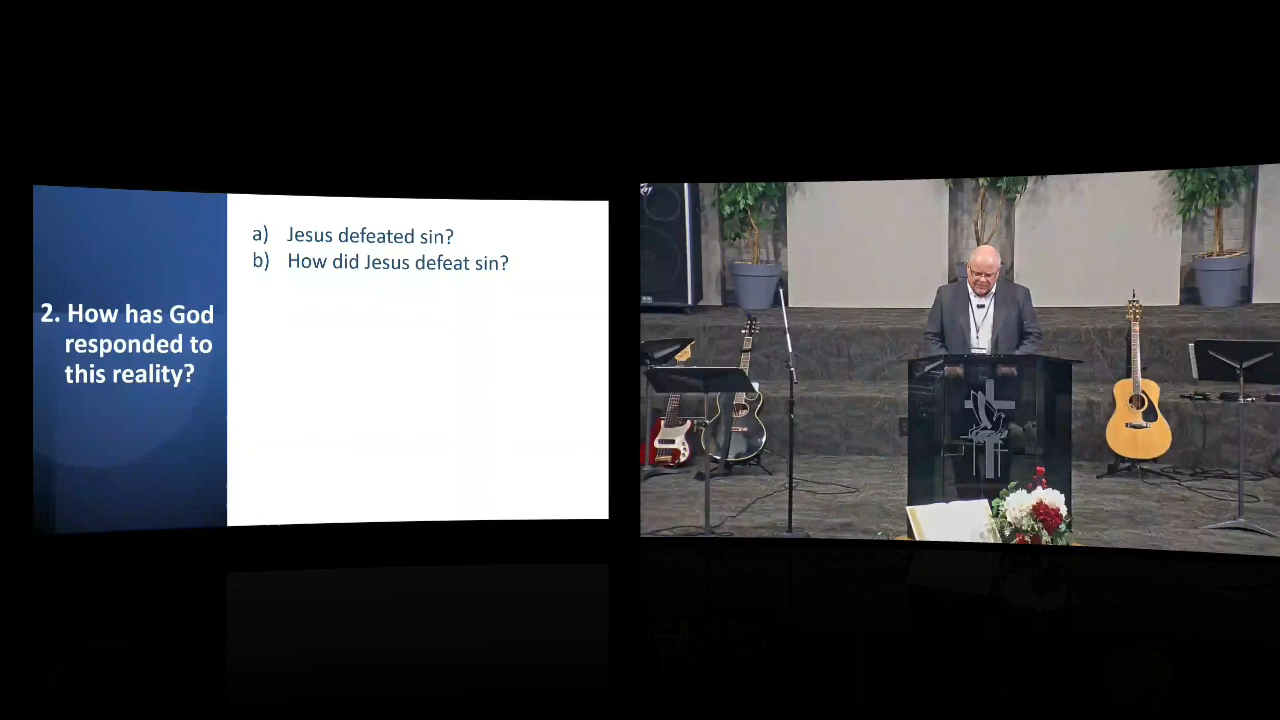 2. How has God
responded to
this reality?
a) Jesus defeated sin?
b) How did Jesus defeat sin?